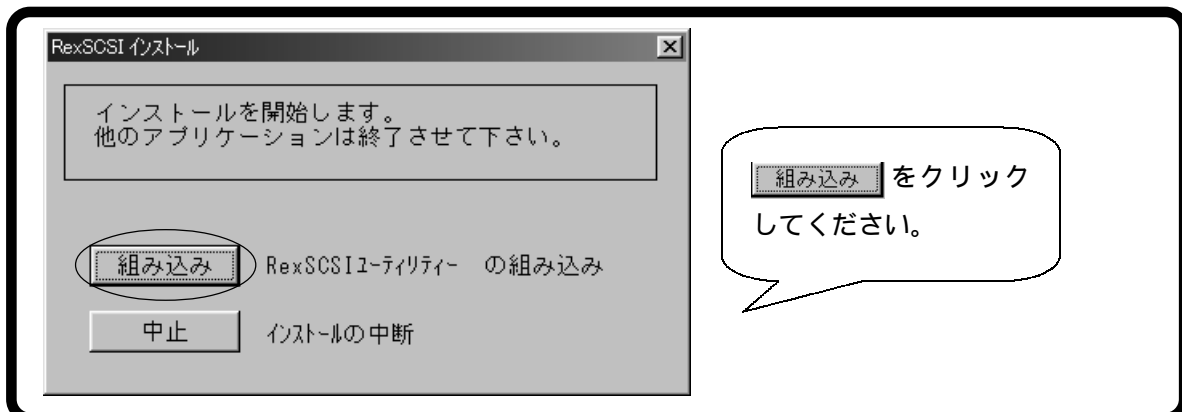 RexSCSI ｲﾝｽﾄｰﾙ
インストールを開始します。
他のアプリケーションは終了させて下さい。
組み込み RexSCSIﾕｰﾃｨﾘﾃｨｰ の組み込み
中止 ｲﾝｽﾄｰﾙの中断
組み込み をクリック
してください。